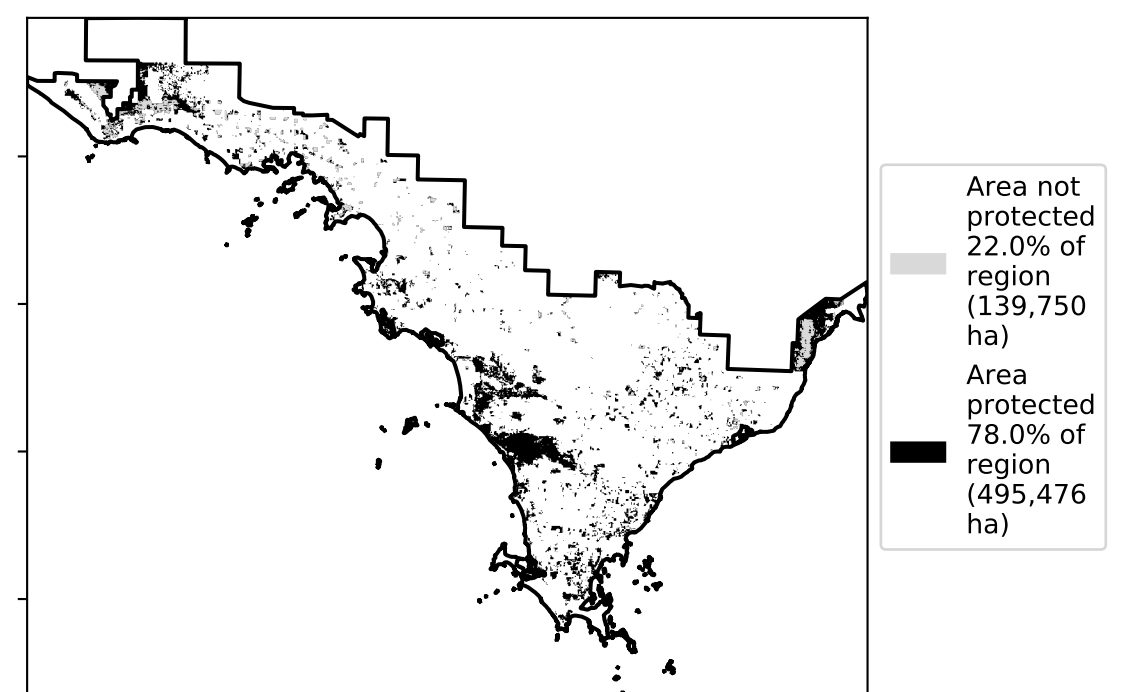 Area not
protected
22.0% of
region
(139,750
ha)
Area
protected
78.0% of
region
(495,476
ha)